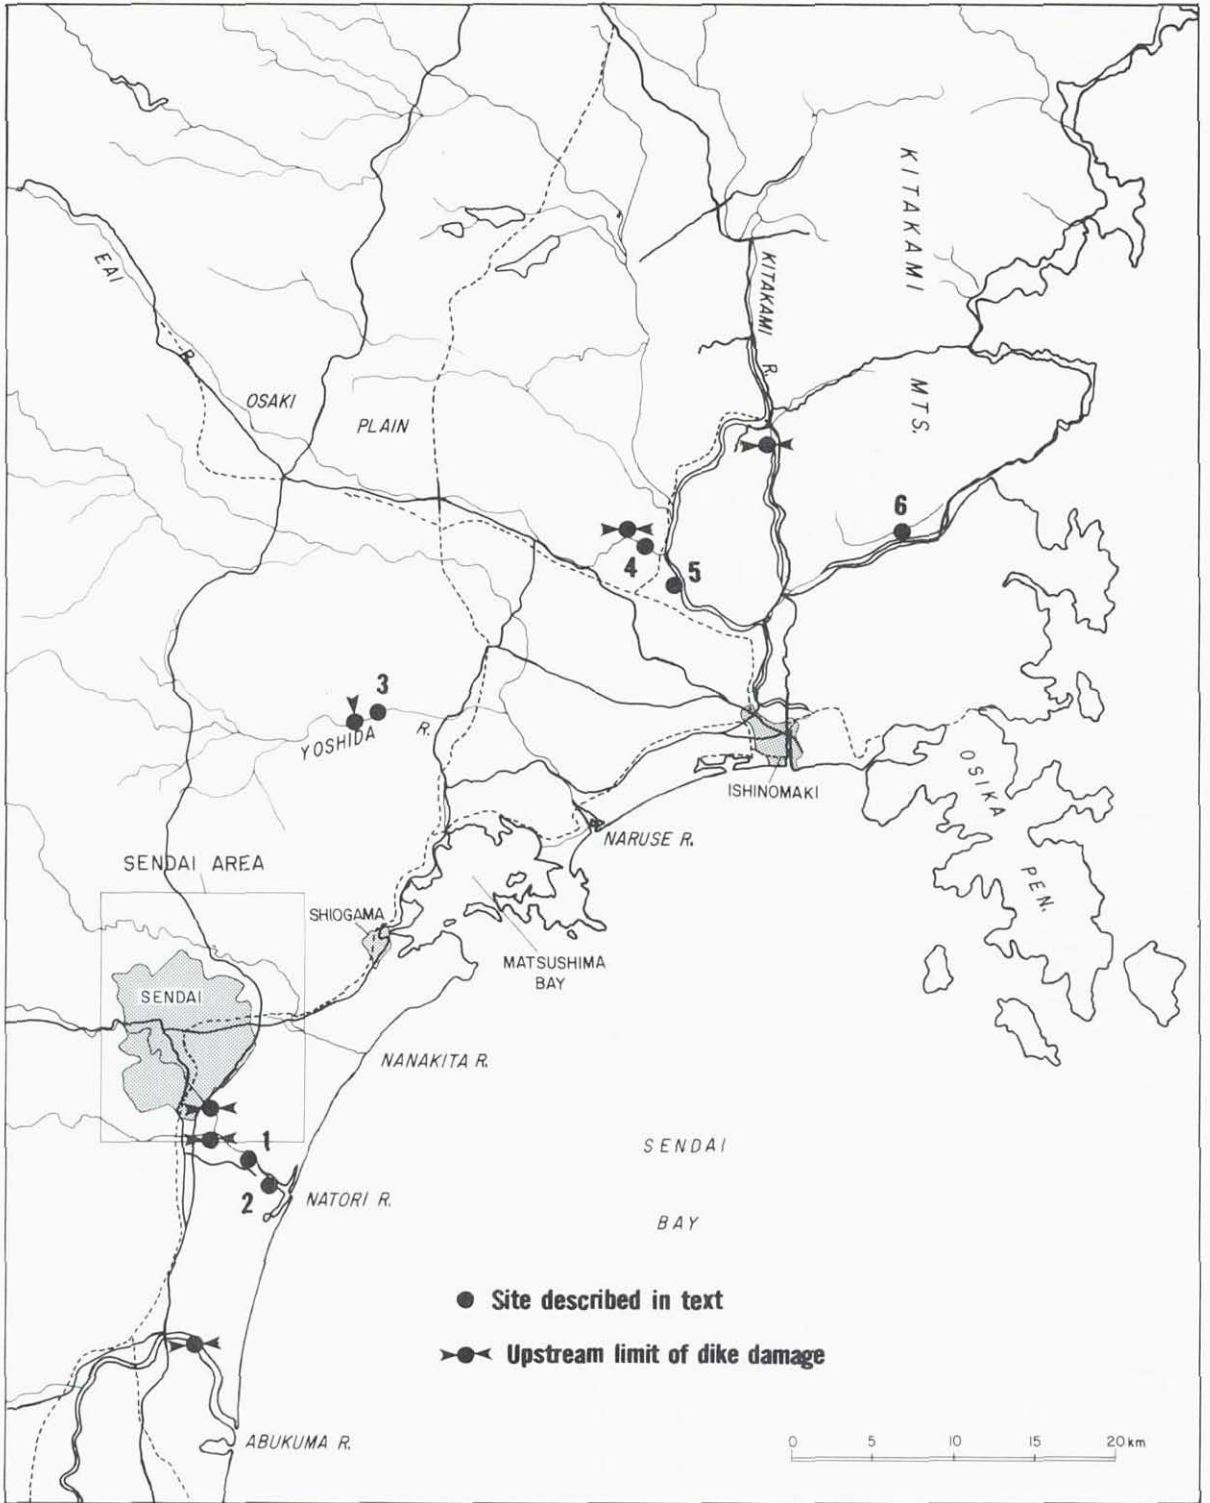 KITAKAMI
EAI
R.
KITAKAMI
R.
OSAKI
PLAIN
MTS.
6
4
5
3
YOSHIDA
R.
ISHINOMAKI
OSIKA
PEN.
NARUSE R.
SENDAI AREA
SHIOGAMA
MATSUSHIMA
BAY
SENDAI
NANAKITA R.
1
2
NATORI R.
SENDAI
BAY
Site described in text
Upstream limit of dike damage
ABUKUMA R.
0 5 10 15 20 km